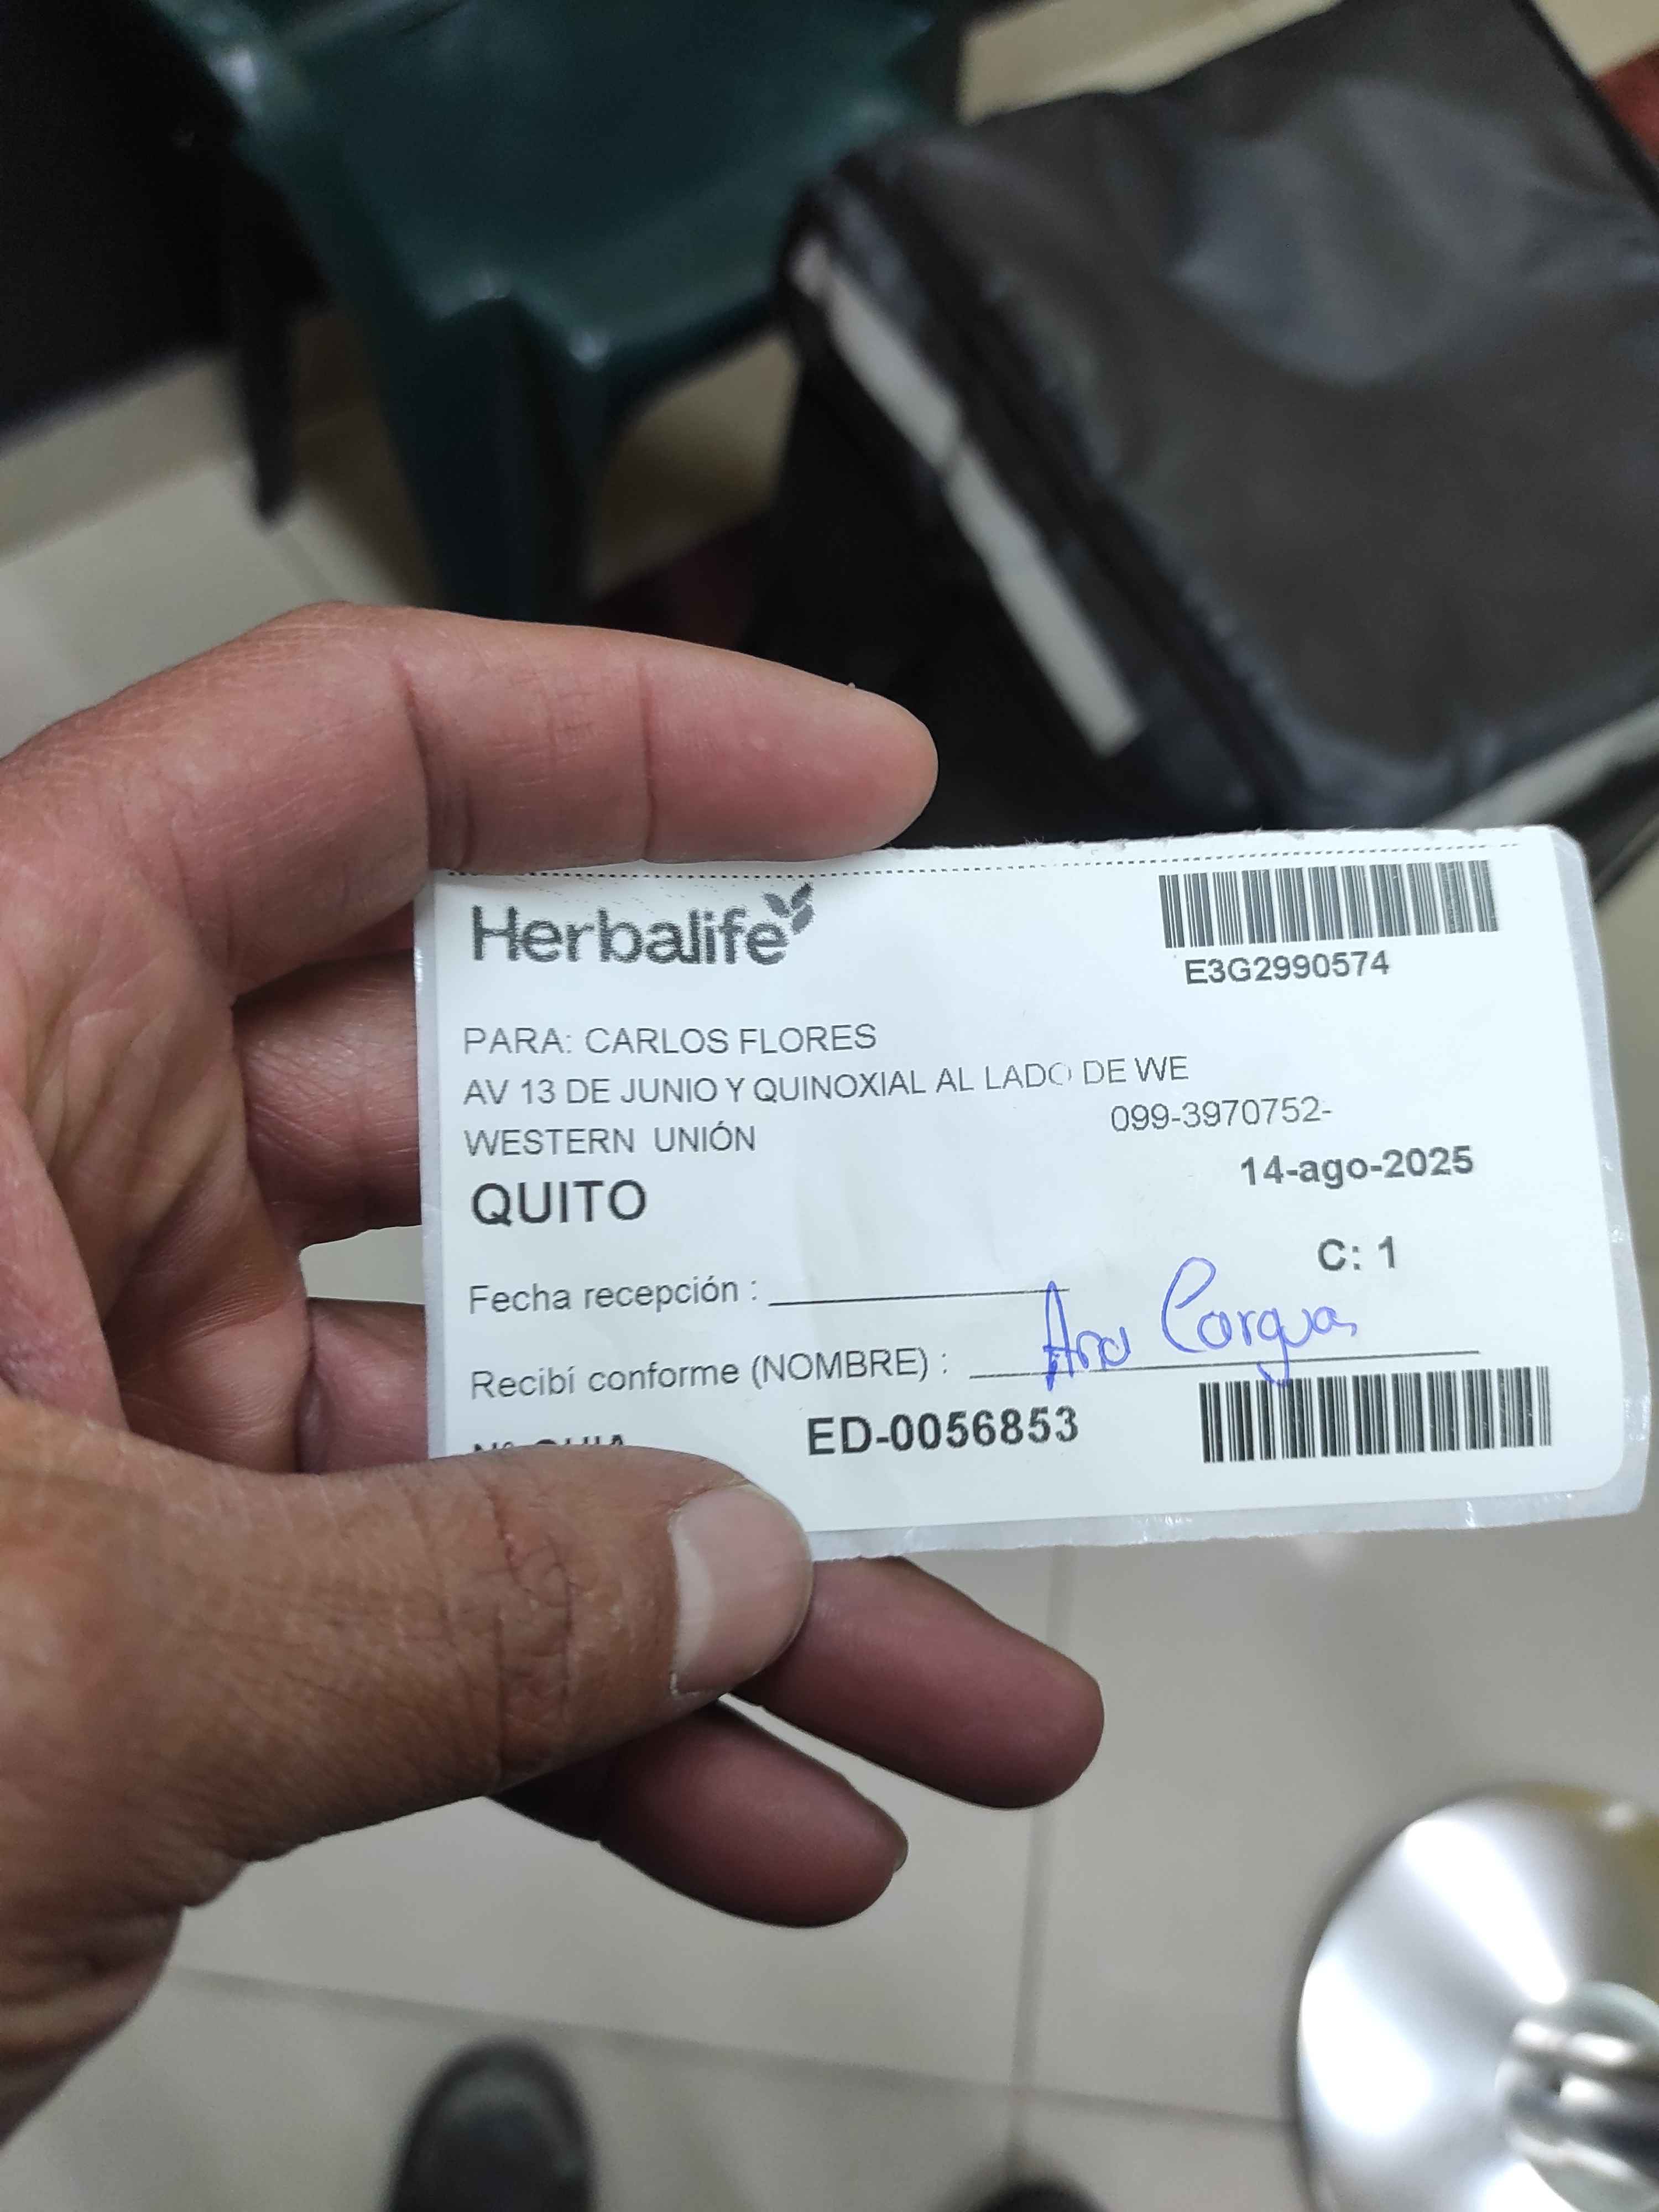 Herbalife
E3G2990574
PARA: CARLOS FLORES
AV 13 DE JUNIO Y QUINOXIAL AL LADO DE WE
099-3970752-
WESTERN UNIÓN
14-ago-2025
QUITO
C: 1
Fecha recepción :
Recibí conforme (NOMBRE) : Ana
ED-0056853